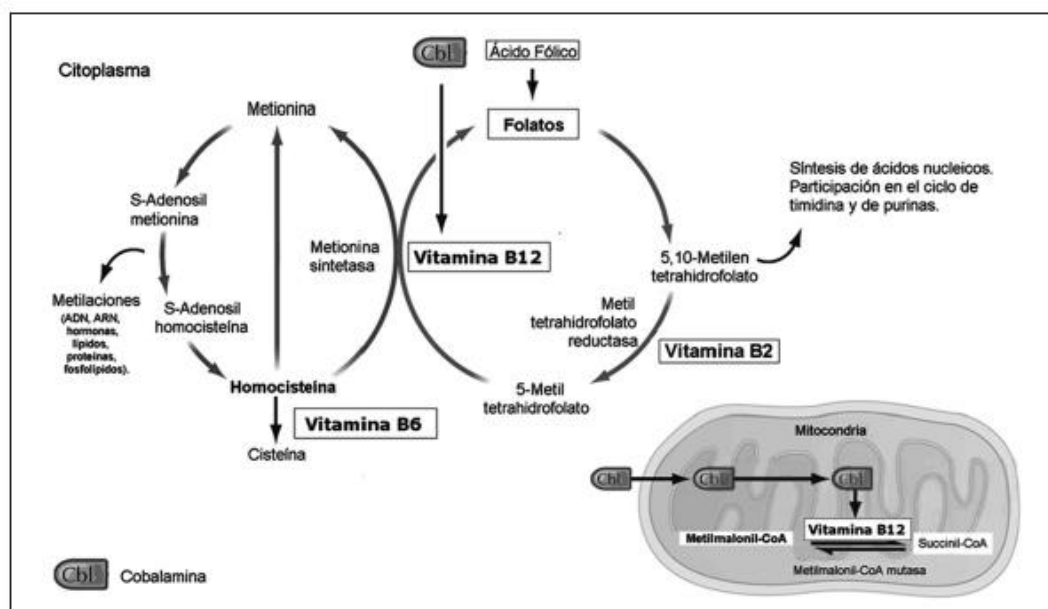 Citoplasma
Cbl
Ácido Fólico
Metionina
Folatos
Síntesis de ácidos nucleicos.
Participación en el ciclo de
timidina y de purinas.
S-Adenosil
metionina
Metionina
sintetasa
Vitamina B12
5,10-Metilen
tetrahidrofolato
Metilaciones
(ADN, ARN,
hormonas,
lípidos,
proteínas,
fosfolípidos).
S-Adenosil
homocisteína
Metil
tetrahidrofolato
reductasa
Vitamina B2
Homocisteína
5-Metil
tetrahidrofolato
Vitamina B6
Cisteína
Mitocondria
Cbl
Cbl
Cbl
Vitamina B12
Metilmalonil-CoA
Succinil-CoA
Metilmalonil-CoA mutasa
Cbl
Cobalamina